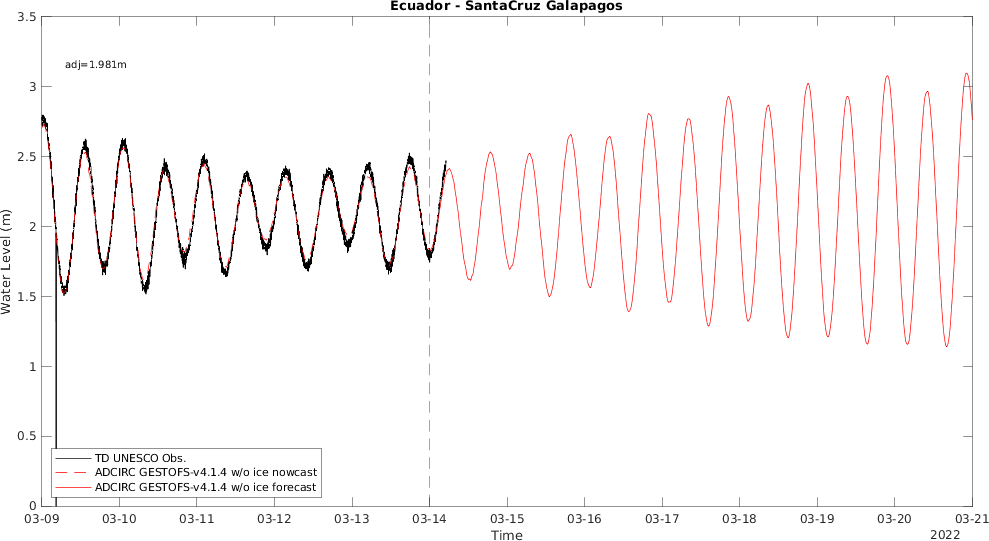 Ecuador - SantaCruz Galapagos
3.5
adj=1.981m
3
2.5
2
Water Level (m)
1.5
1
0.5
TD UNESCO Obs.
ADCIRC GESTOFS-v4.1.4 w/o ice nowcast
ADCIRC GESTOFS-v4.1.4 w/o ice forecast
0
03-09 03-10 03-11 03-12 03-13 03-14 03-15 03-16 03-17 03-18 03-19 03-20 03-21
Time
2022